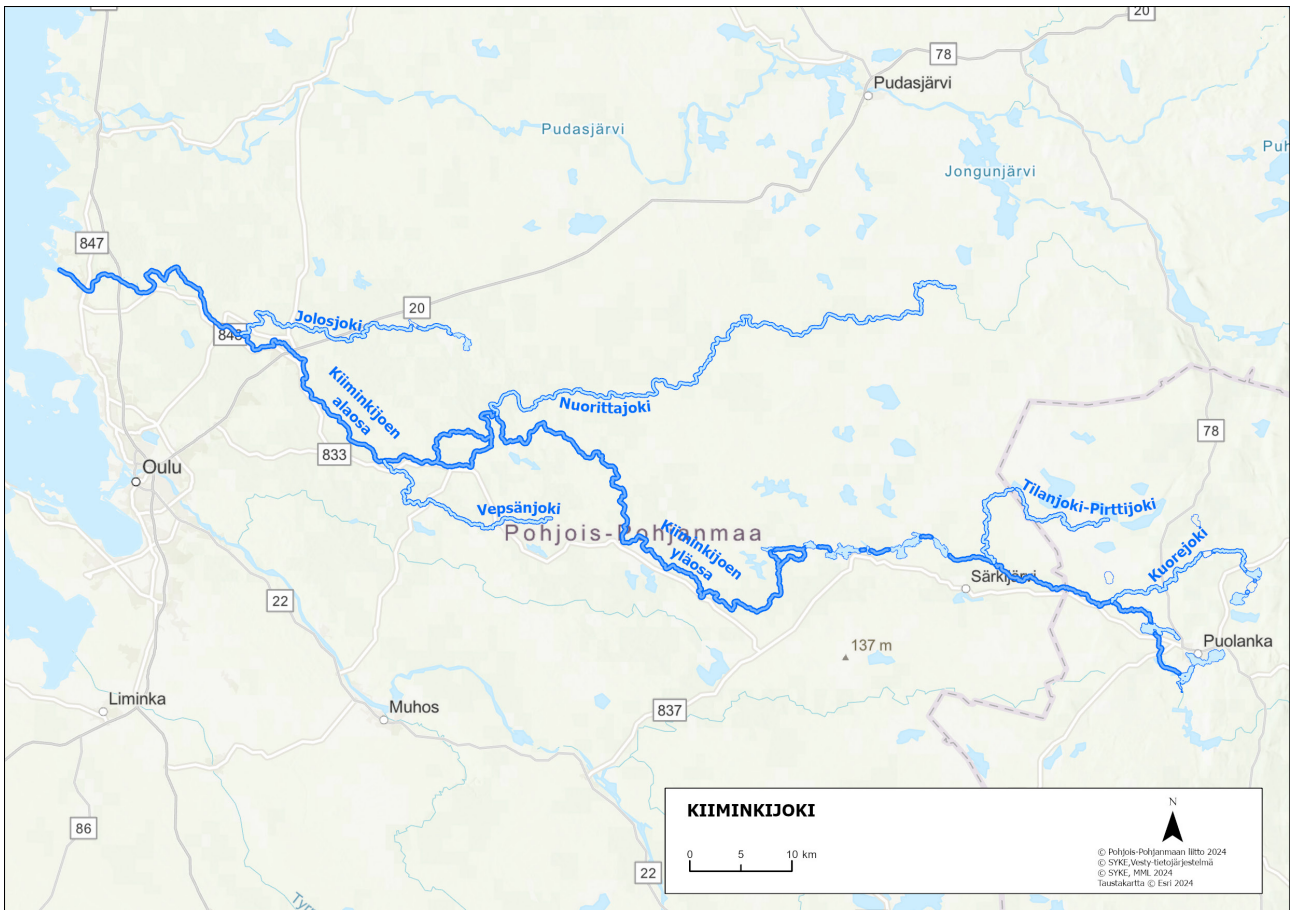 20
78
Pudasjärvi
Pudasjärvi
Puh
Jongunjärvi
847
20
Jolosjoki
843
Kiiminkijoen
alaosa
Nuorittajoki
78
833
Oulu
Vepsänjoki
Tilanjoki-Pirttijoki
Pohjois-Pohjanmaa
Kiiminkijoen
yläosa
Kuorejoki
Särkijärvi
22
137 m
Puolanka
Liminka
Muhos
837
86
22
KIIMINKIJOKI
N
0 5 10 km
© Pohjois-Pohjanmaan liitto 2024
© SYKE,Vesty-tietojärjestelmä
© SYKE, MML 2024
Taustakartta © Esri 2024